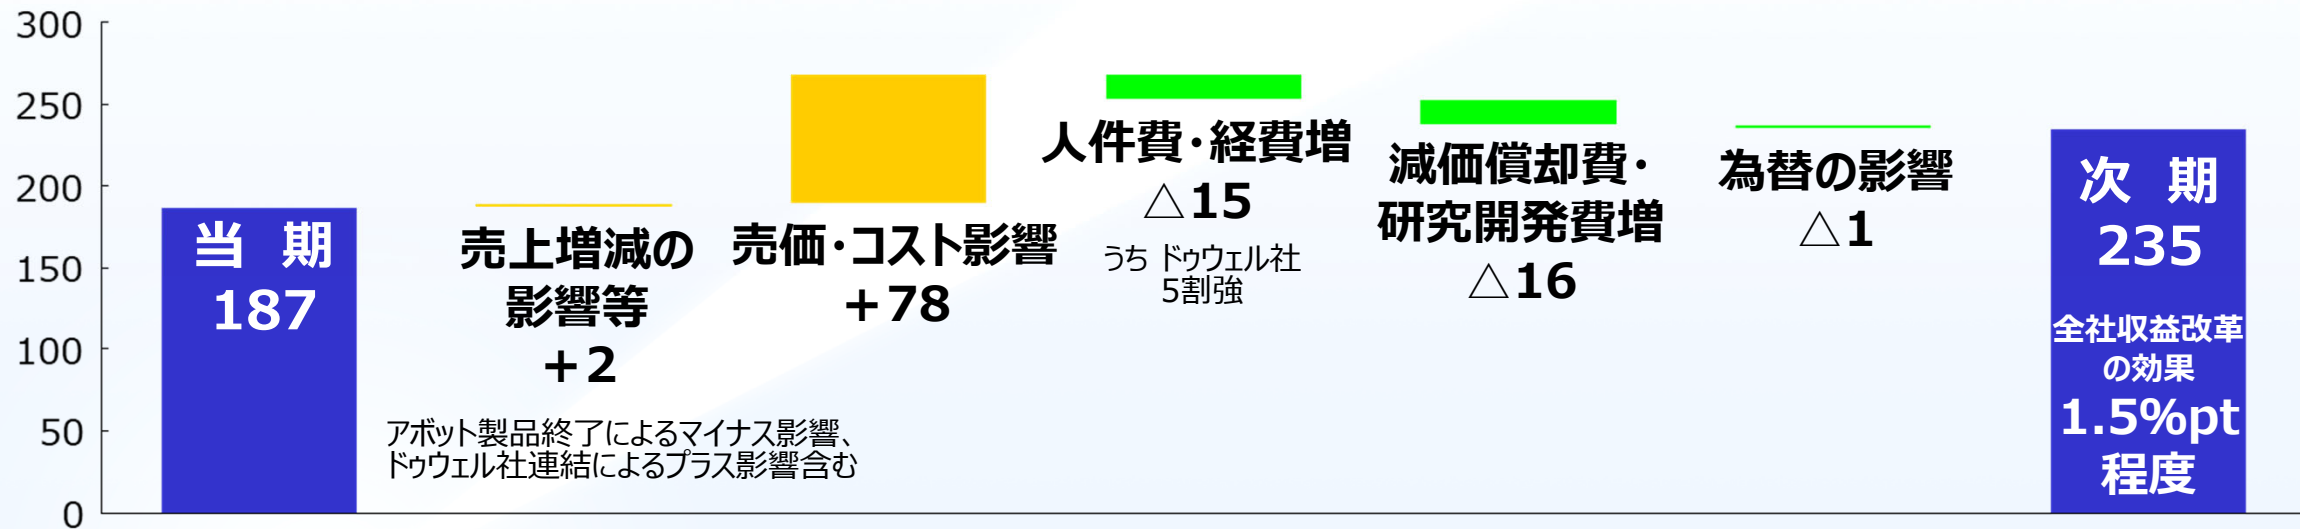 300
250
200
150
100
50
0
当 期
187
売上増減の
影響等
+2
アボット製品終了によるマイナス影響、
ドゥウェル社連結によるプラス影響含む
売価・コスト影響
+78
人件費・経費増
△15
うち ドゥウェル社
5割強
減価償却費・
研究開発費増
△16
為替の影響
△1
次 期
235
全社収益改革
の効果
1.5%pt
程度